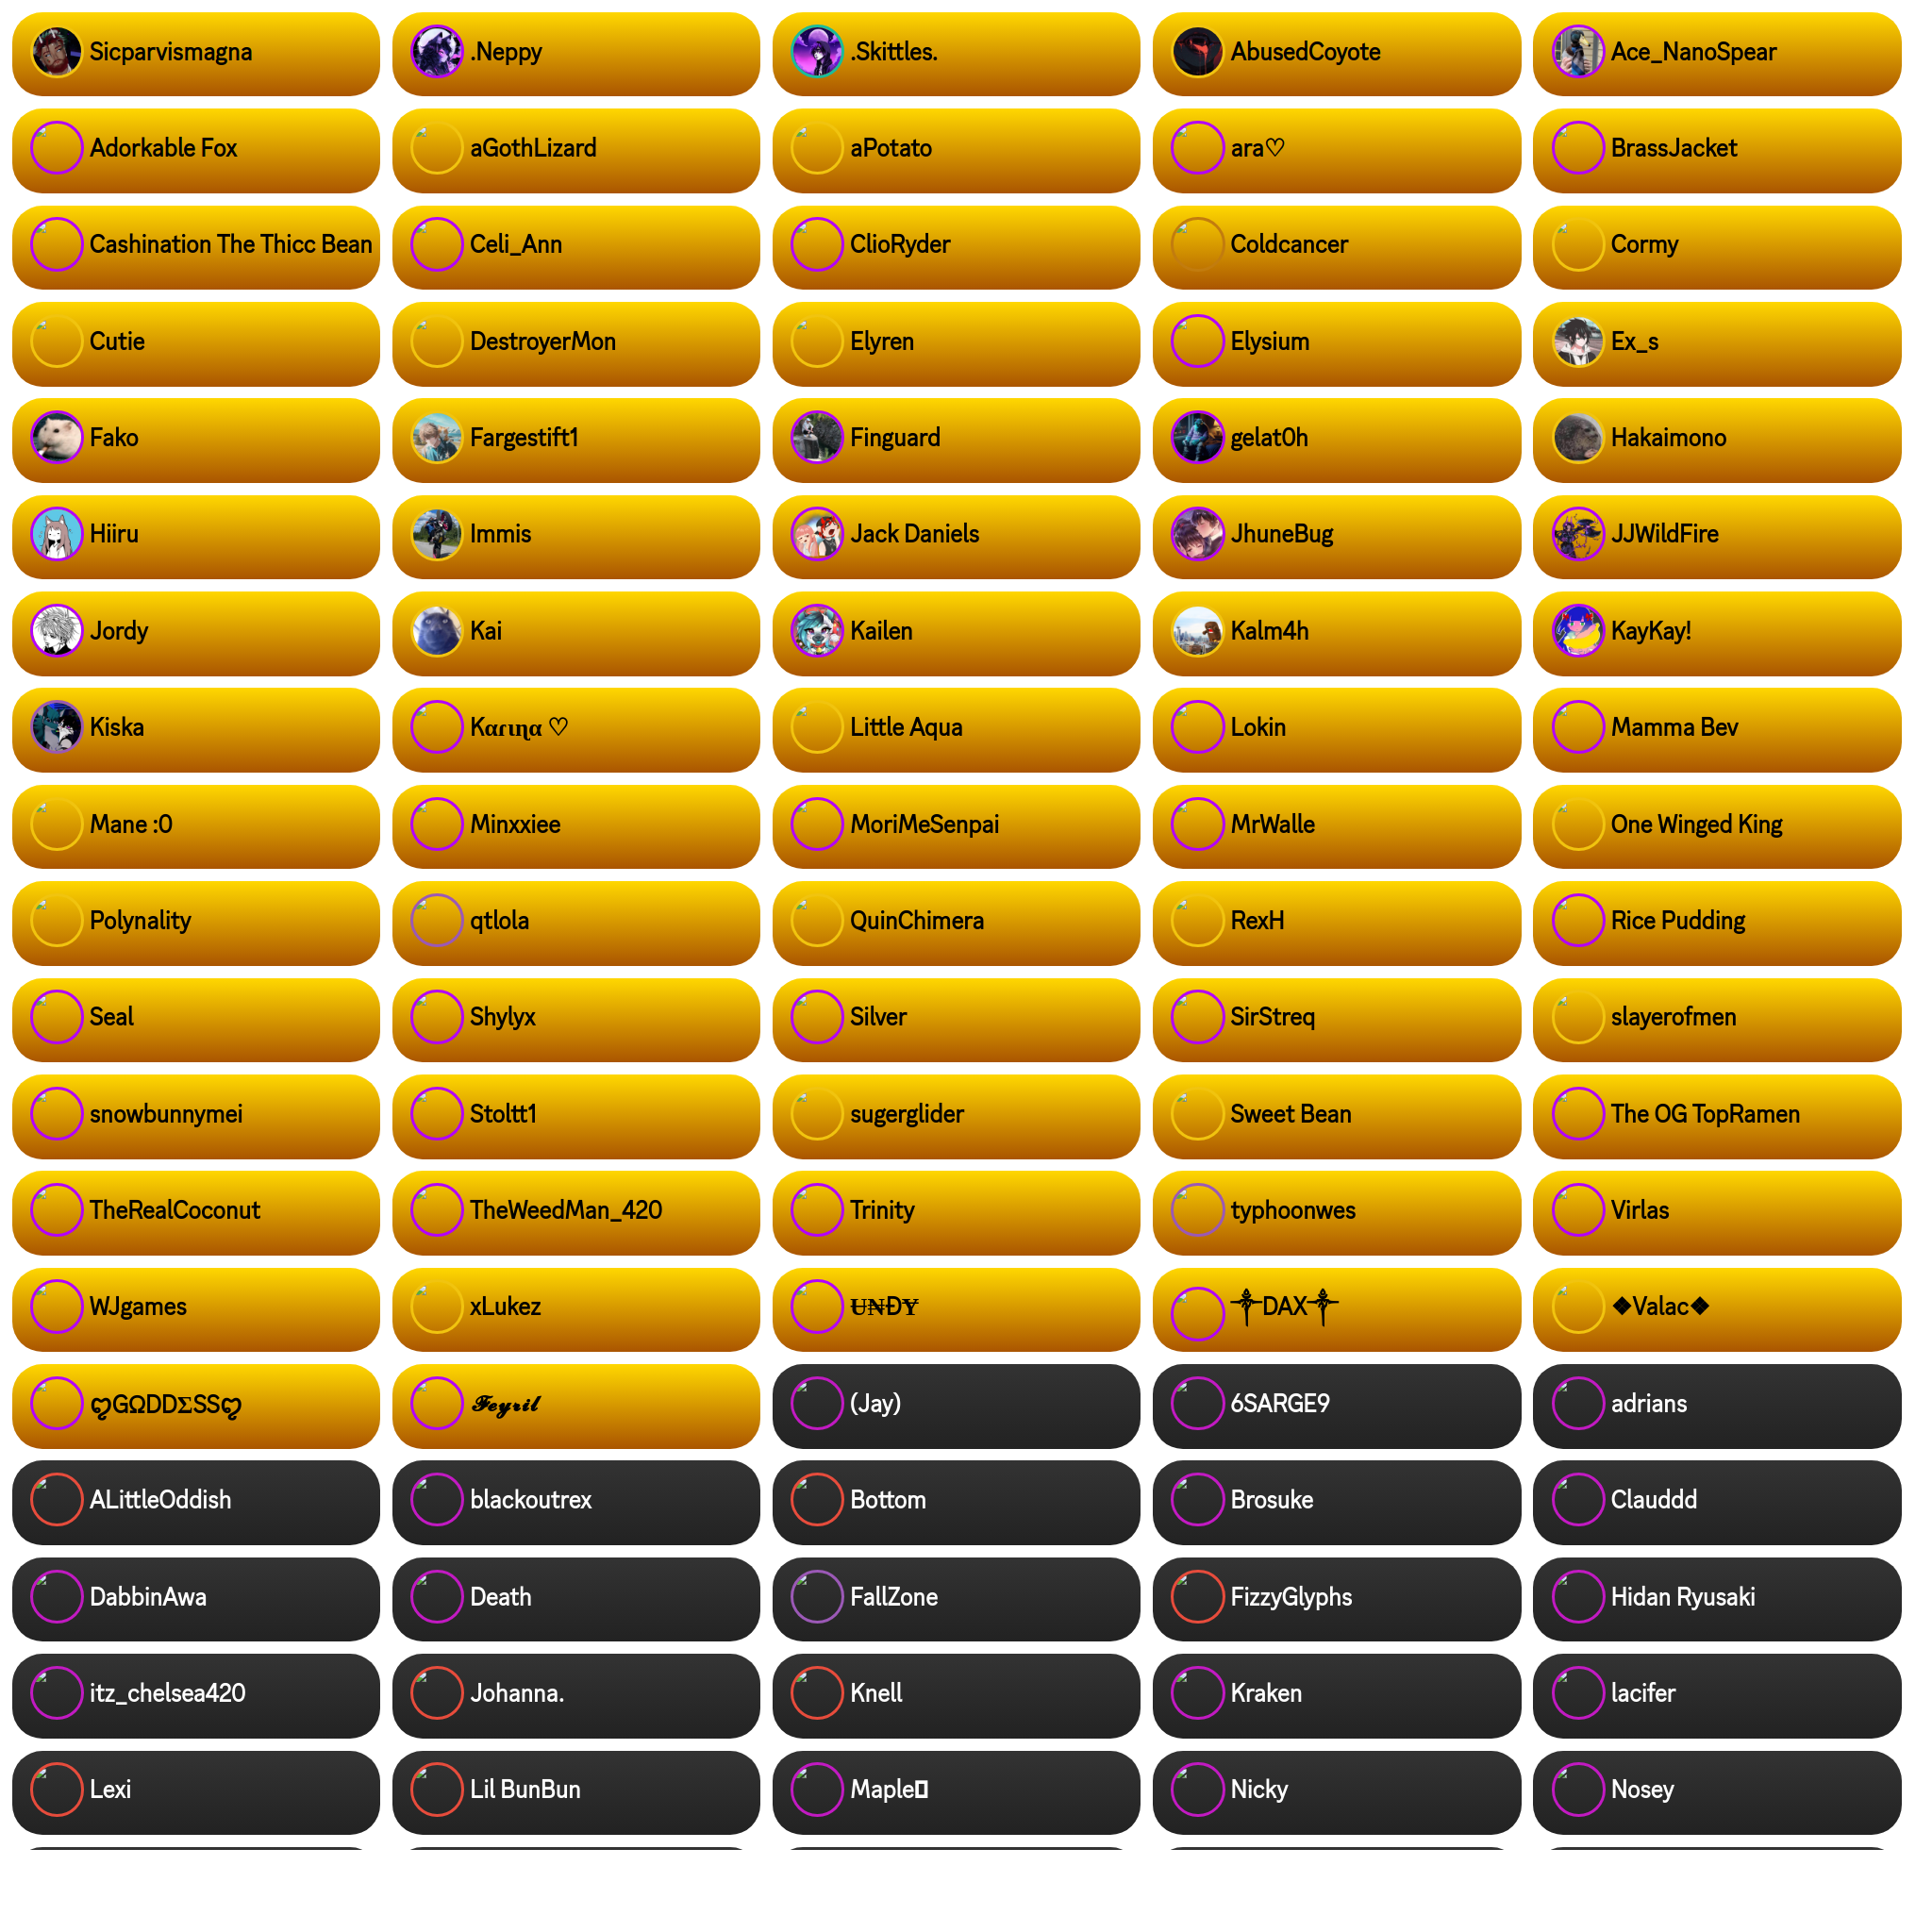 Sicparvismagna
.Neppy
.Skittles.
AbusedCoyote
Ace_NanoSpear
Adorkable Fox
aGothLizard
aPotato
ara♡
BrassJacket
Cashination The Thicc Bean
Celi_Ann
ClioRyder
Coldcancer
Cormy
Cutie
DestroyerMon
Elyren
Elysium
Ex_s
Fako
Fargestift1
Finguard
gelat0h
Hakaimono
Hiiru
Immis
Jack Daniels
JhuneBug
JJWildFire
Jordy
Kai
Kailen
Kalm4h
KayKay!
Kiska
Kαɾιɳα ♡
Little Aqua
Lokin
Mamma Bev
Mane :0
Minxxiee
MoriMeSenpai
MrWalle
One Winged King
Polynality
qtlola
QuinChimera
RexH
Rice Pudding
Seal
Shylyx
Silver
SirStreq
slayerofmen
snowbunnymei
Stoltt1
sugerglider
Sweet Bean
The OG TopRamen
TheRealCoconut
TheWeedMan_420
Trinity
typhoonwes
Virlas
WJgames
xLukez
Ʉ₦ĐɎ
༒DAX༒
❖Valac❖
ღGΩDDΣSSღ
𝓕𝓮𝔂𝓻𝓲𝓵
(Jay)
6SARGE9
adrians
ALittleOddish
blackoutrex
Bottom
Brosuke
Clauddd
DabbinAwa
Death
FallZone
FizzyGlyphs
Hidan Ryusaki
itz_chelsea420
Johanna.
Knell
Kraken
lacifer
Lexi
Lil BunBun
Maple
Nicky
Nosey